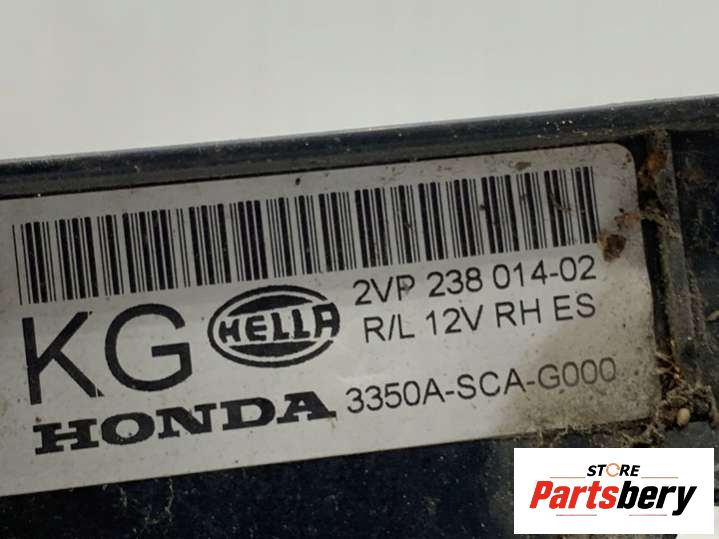 2VP 238 014-02
KG HELLA R/L 12V RH ES
HONDA 3350A-SCA-G000
STORE
Partsbery